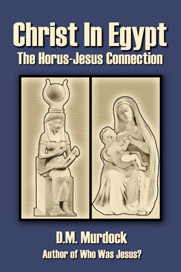 Christ In Egypt
The Horus-Jesus Connection
D.M. Murdock
Author of Who Was Jesus?